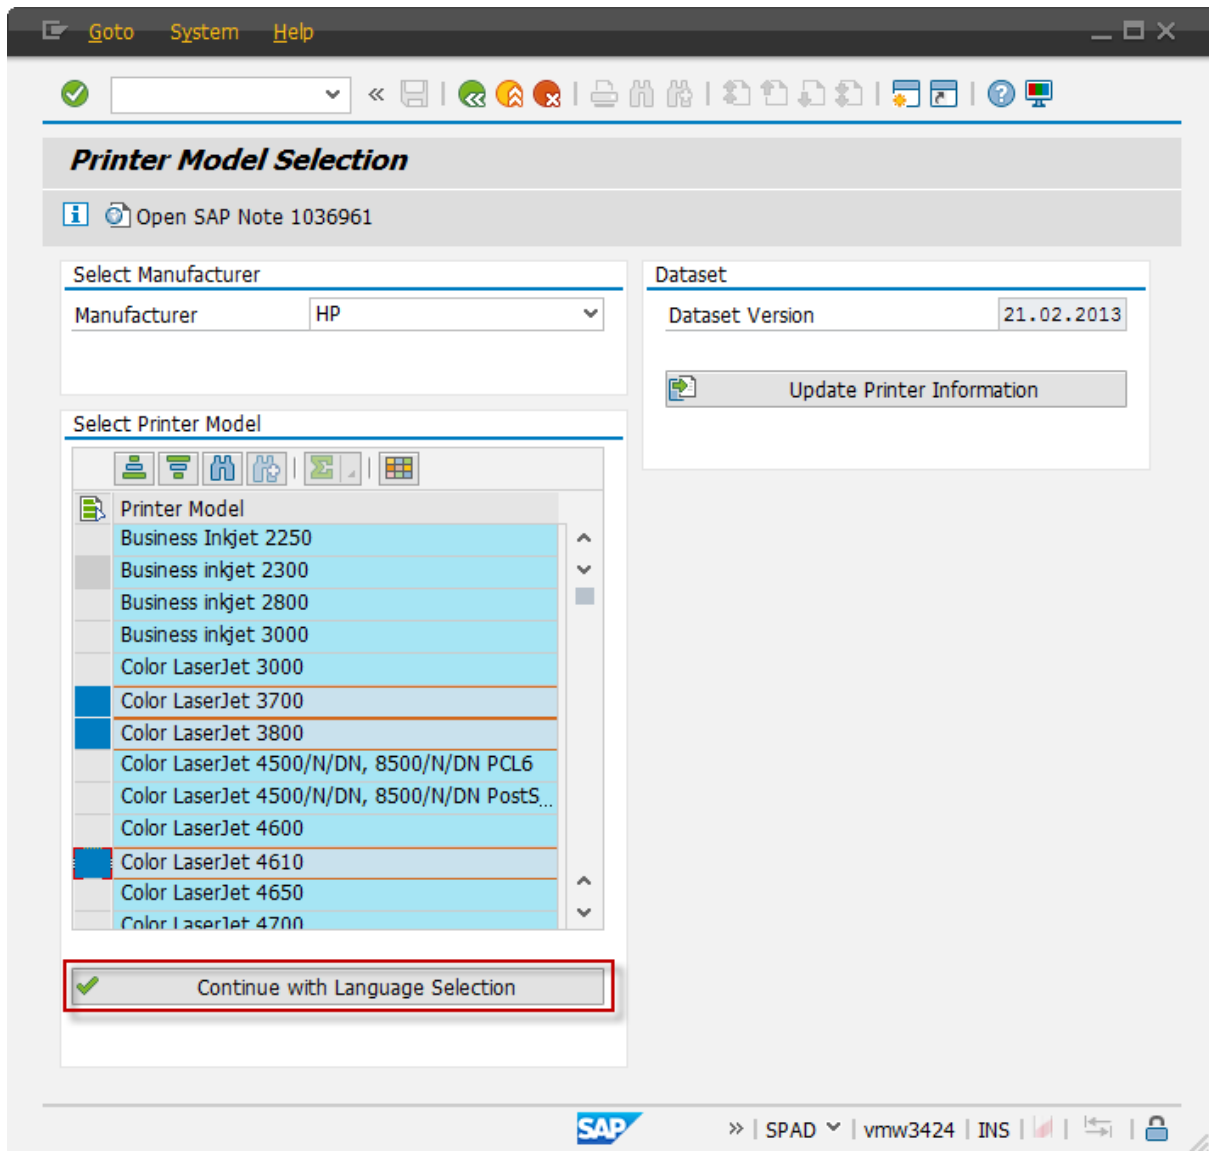 Goto System Help
Printer Model Selection
Open SAP Note 1036961
Select Manufacturer
Manufacturer HP
Dataset
Dataset Version 21.02.2013
Update Printer Information
Select Printer Model
Printer Model
Business Inkjet 2250
Business inkjet 2300
Business inkjet 2800
Business inkjet 3000
Color LaserJet 3000
Color LaserJet 3700
Color LaserJet 3800
Color LaserJet 4500/N/DN, 8500/N/DN PCL6
Color LaserJet 4500/N/DN, 8500/N/DN PostS...
Color LaserJet 4600
Color LaserJet 4610
Color LaserJet 4650
Color LaserJet 4700
Continue with Language Selection
SAP » | SPAD | vmw3424 | INS